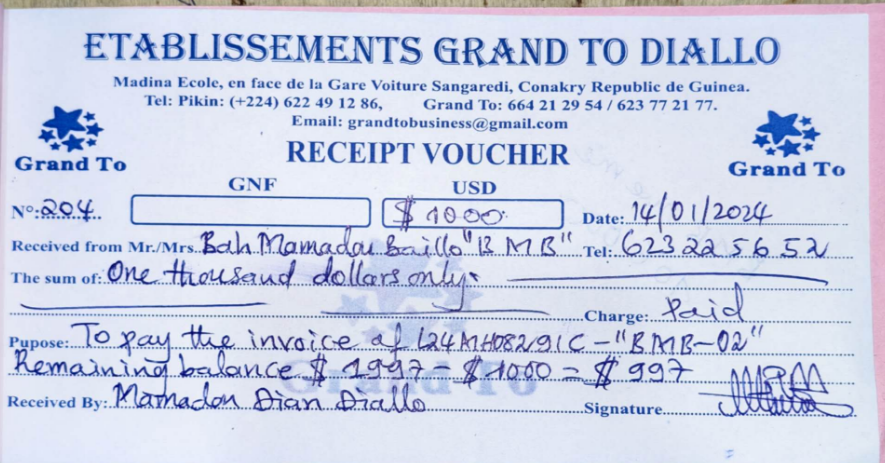 ETABLISSEMENTS GRAND TO DIALLO
Madina Ecole, en face de la Gare Voiture Sangaredi, Conakry Republic de Guinea.
Tel: Pikin: (+224) 622 49 12 86, Grand To: 664 21 29 54 / 623 77 21 77.
Email: grandtobusiness@gmail.com
Grand To RECEIPT VOUCHER Grand To
GNF USD
N°: 204 $ 1000 Date: 14/01/2024
Received from Mr./Mrs. Bah Mamadou Baillo "B MB" Tel: 623 22 56 52
The sum of: One thousand dollars only.
Charge: Paid
Pupose: To pay the invoice of L24MH08291C - "BMB-02"
Remaining balance $ 1997 - $ 1000 = $ 997
Received By: Mamadou Dian Diallo Signature
Grand To